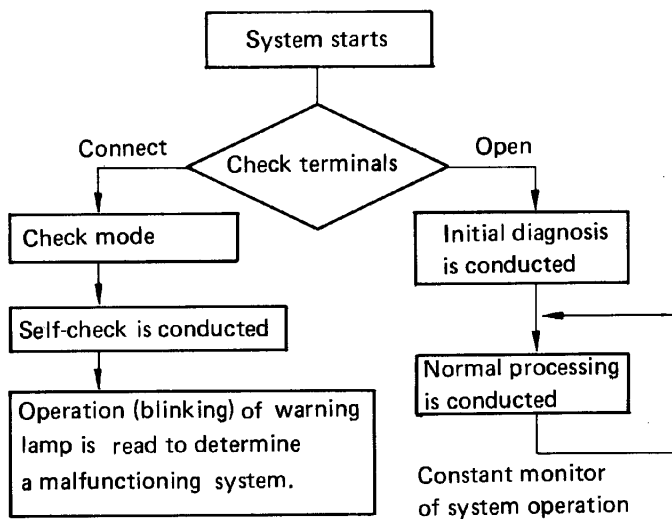 System starts
Connect
Check terminals
Open
Check mode
Initial diagnosis
is conducted
Self-check is conducted
Normal processing
is conducted
Operation (blinking) of warning
lamp is read to determine
a malfunctioning system.
Constant monitor
of system operation